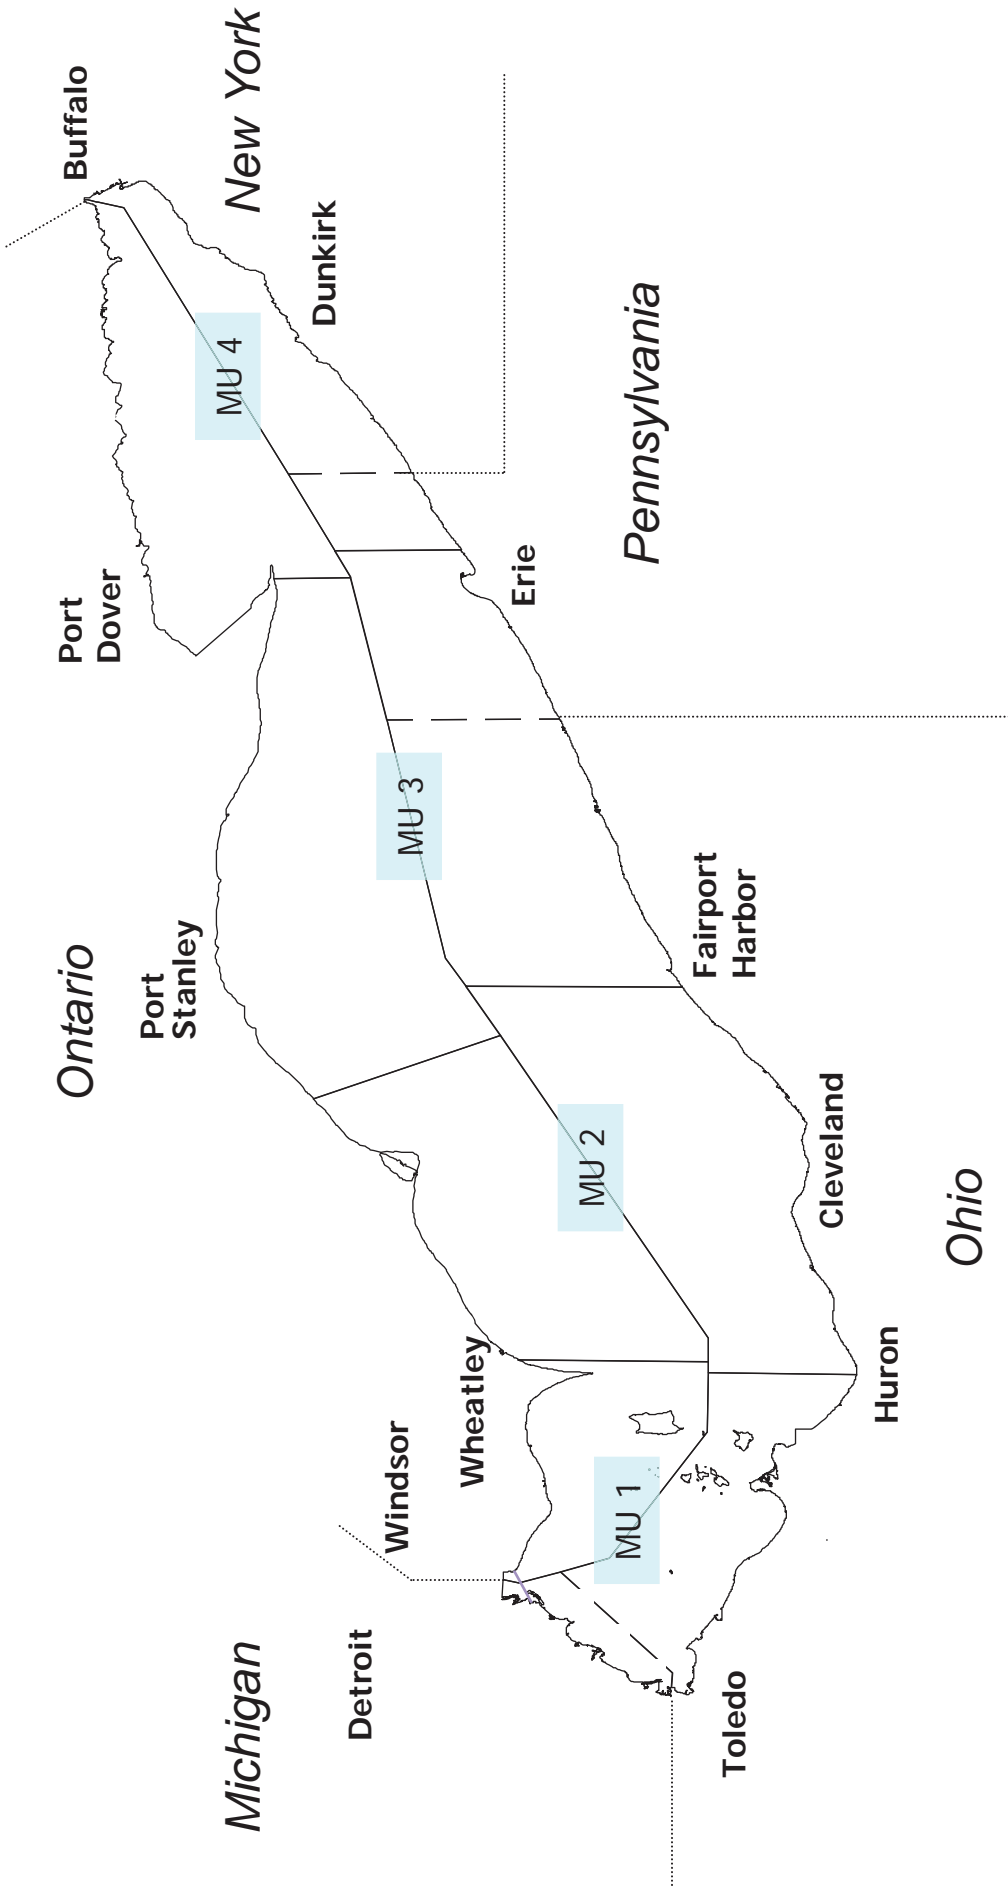 Ontario
Michigan
New York
Pennsylvania
Ohio
Buffalo
Port
Dover
Dunkirk
MU 4
Port
Stanley
MU 3
Erie
Windsor
Wheatley
MU 2
Fairport
Harbor
Detroit
MU 1
Cleveland
Toledo
Huron